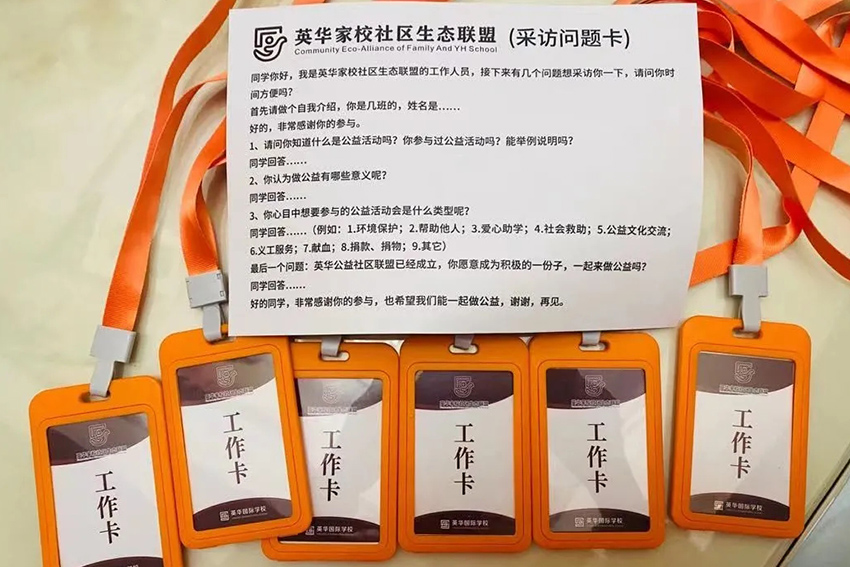 英华家校社区生态联盟 (采访问题卡)
Community Eco-Alliance of Family And YH School
同学你好，我是英华家校社区生态联盟的工作人员，接下来有几个问题想采访你一下，请问你时
间方便吗？
首先请做个自我介绍，你是几班的，姓名是……
好的，非常感谢你的参与。
1、请问你知道什么是公益活动吗？你参与过公益活动吗？能举例说明吗？
同学回答……
2、你认为做公益有哪些意义呢？
同学回答……
3、你心目中想要参与的公益活动会是什么类型呢？
同学回答……（例如：1.环境保护；2.帮助他人；3.爱心助学；4.社会救助；5.公益文化交流；
6.义工服务；7.献血；8.捐款、捐物；9.其它）
最后一个问题：英华公益社区联盟已经成立，你愿意成为积极的一份子，一起来做公益吗？
同学回答……
好的同学，非常感谢你的参与，也希望我们能一起做公益，谢谢，再见。
工作卡
工作卡
英华国际学校
工作卡
英华国际学校
工作卡
英华国际学校
工作卡
英华国际学校
工作卡
英华国际学校